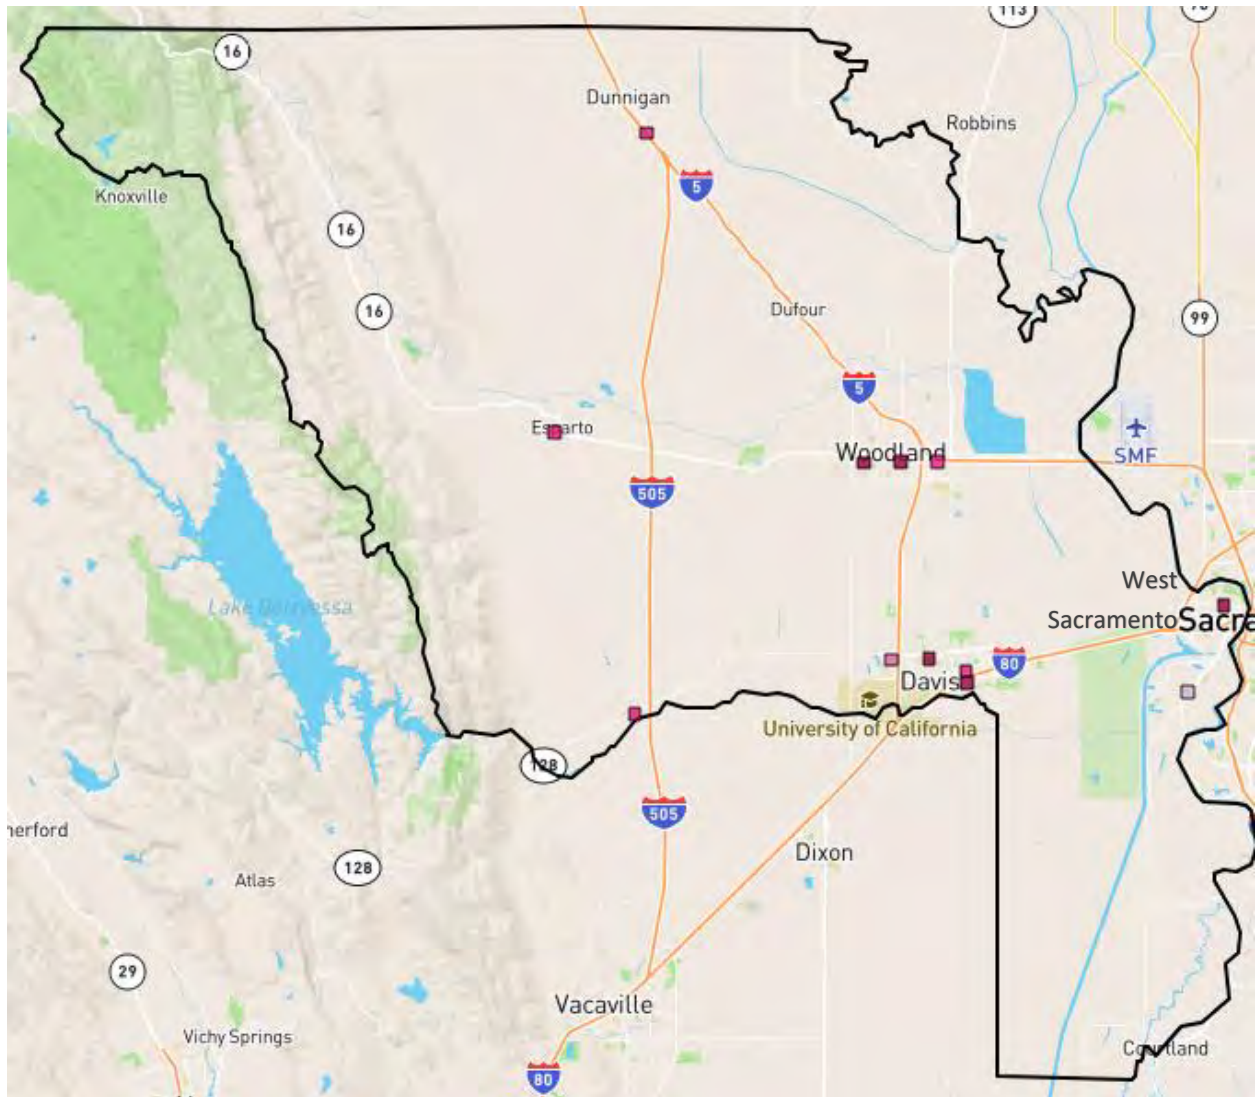 113
16
Dunnigan
Robbins
5
Knoxville
16
16
Dufour
99
5
Esparto
Woodland
SMF
505
West
Lake Berryessa
Sacramento
Sacra
80
Davis
University of California
128
505
herford
Dixon
128
Atlas
29
Vacaville
Vichy Springs
Courtland
80